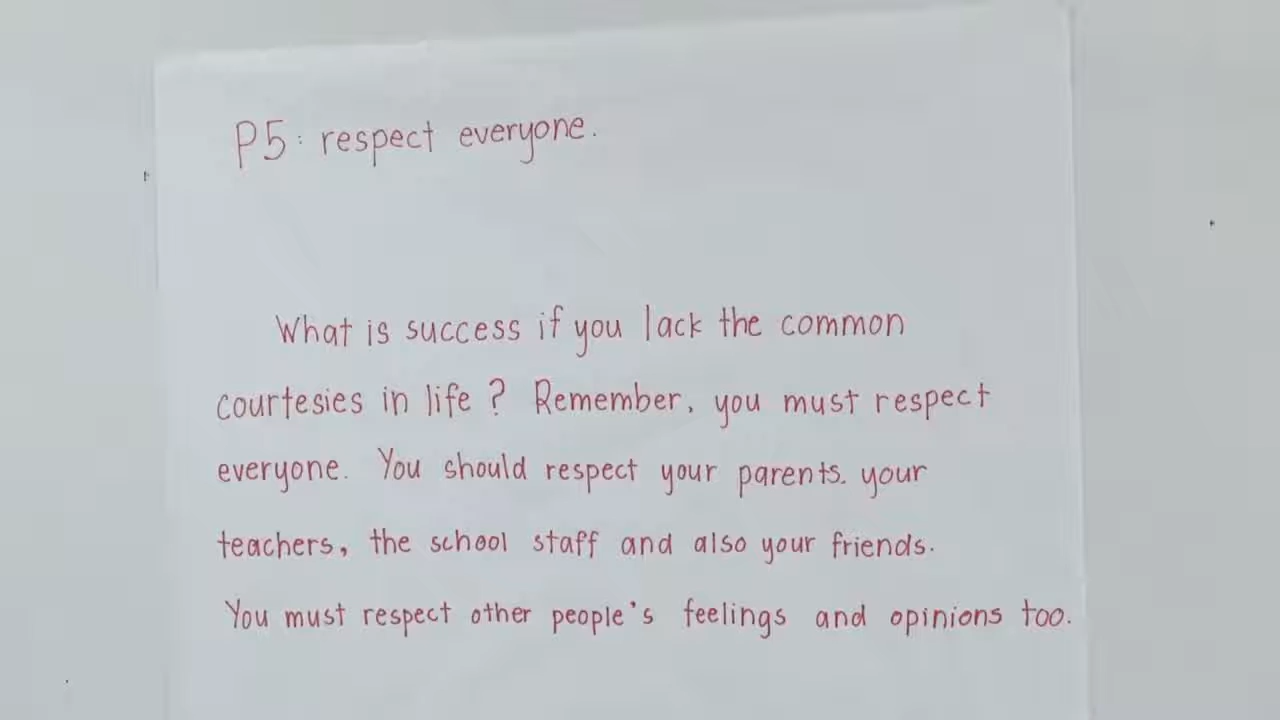 P5: respect everyone.
What is success if you lack the common
courtesies in life? Remember, you must respect
everyone. You should respect your parents. your
teachers, the school staff and also your friends.
You must respect other people's feelings and opinions too.